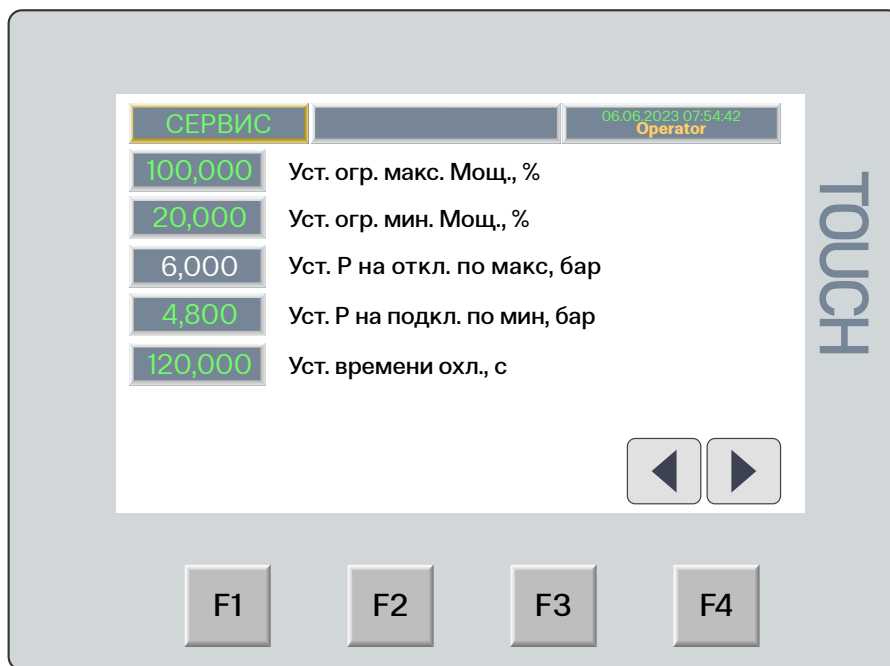 СЕРВИС
06.06.2023 07:54:42
Operator
100,000 Уст. огр. макс. Мощ., %
20,000 Уст. огр. мин. Мощ., %
6,000 Уст. Р на откл. по макс, бар
4,800 Уст. Р на подкл. по мин, бар
120,000 Уст. времени охл., с
TOUCH
F1 F2 F3 F4